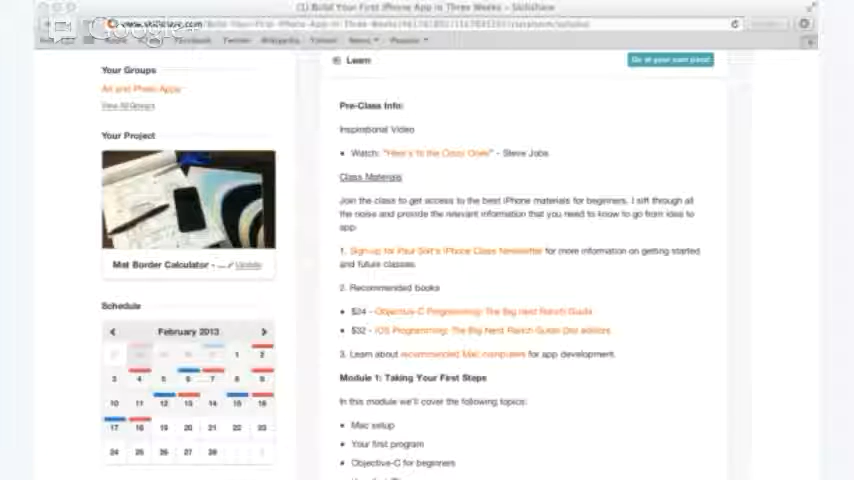 (1) Build Your First iPhone App in Three Weeks - Skillshare
www.skillshare.com
Google+
Facebook Twitter Wikipedia Yahoo! News Popular
Your Groups
Art and Photo Apps
View All Groups
Your Project
Mat Border Calculator - ... Update
Schedule
February 2013
1 2
3 4 5 6 7 8 9
10 11 12 13 14 15 16
17 18 19 20 21 22 23
24 25 26 27 28
Learn
Go at your own pace!
Pre-Class Info:
Inspirational Video
Watch: "Here's to the Crazy Ones" - Steve Jobs
Class Materials
Join the class to get access to the best iPhone materials for beginners. I sift through all
the noise and provide the relevant information that you need to know to go from idea to
app.
1. Sign-up for Paul Solt's iPhone Class Newsletter for more information on getting started
and future classes.
2. Recommended books
$24 - Objective-C Programming: The Big Nerd Ranch Guide
$32 - iOS Programming: The Big Nerd Ranch Guide
3. Learn about recommended Mac computers for app development.
Module 1: Taking Your First Steps
In this module we'll cover the following topics:
Mac setup
Your first program
Objective-C for beginners